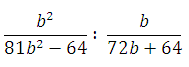 b²/(81b² − 64) : b/(72b + 64)